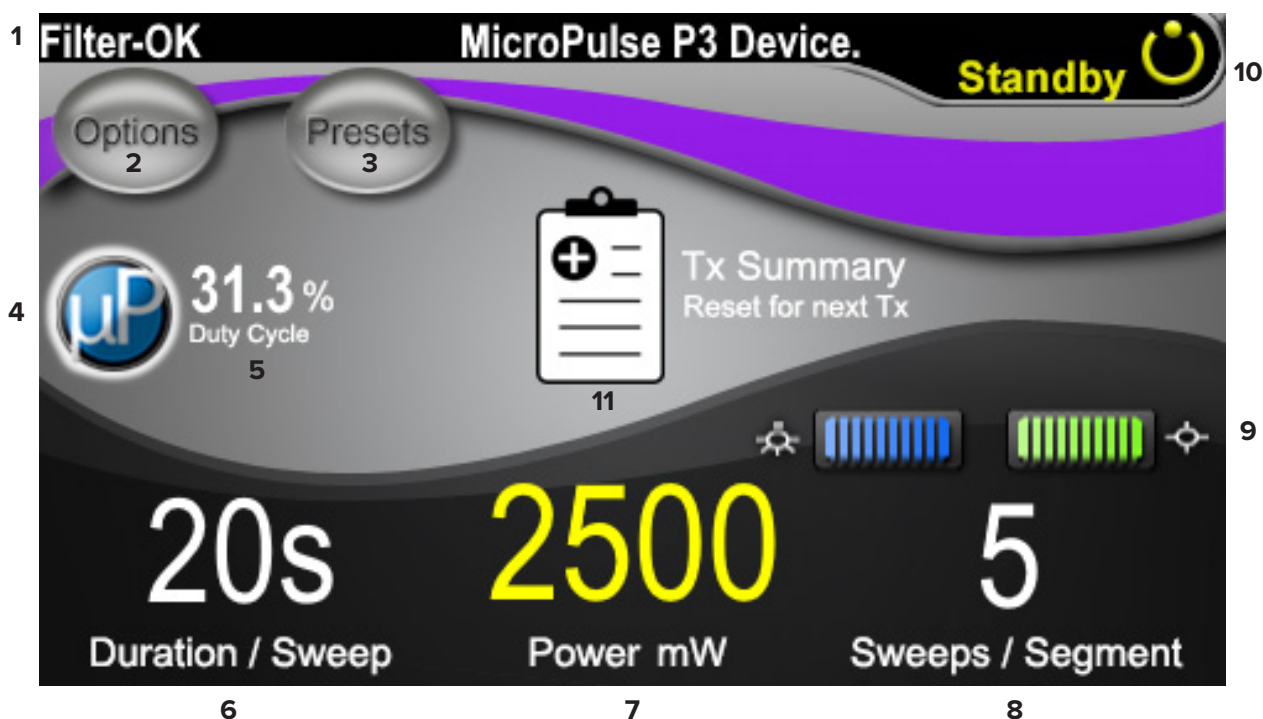 1
Filter-OK
MicroPulse P3 Device.
Standby
10
Options
2
Presets
3
4
µP
31.3 %
Duty Cycle
5
Tx Summary
Reset for next Tx
11
9
20s
2500
5
Duration / Sweep
Power mW
Sweeps / Segment
6
7
8